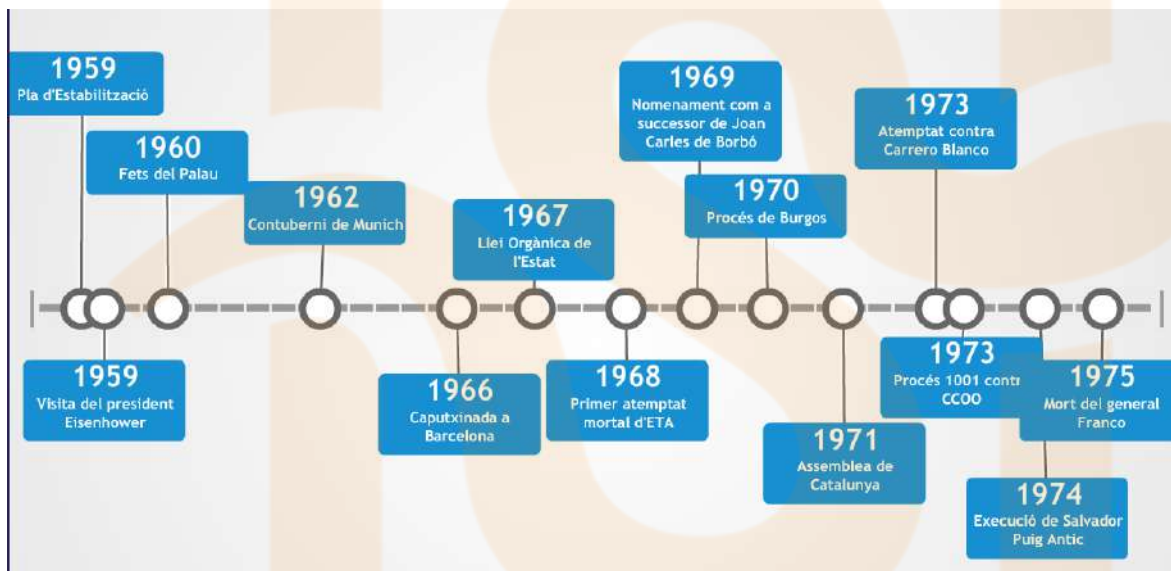 1959
Pla d'Estabilització
1959
Visita del president
Eisenhower
1960
Fets del Palau
1962
Contuberni de Munich
1966
Caputxinada a
Barcelona
1967
Llei Orgànica de
l'Estat
1968
Primer atemptat
mortal d'ETA
1969
Nomenament com a
successor de Joan
Carles de Borbó
1970
Procés de Burgos
1971
Assemblea de
Catalunya
1973
Atemptat contra
Carrero Blanco
1973
Procés 1001 contr
CCOO
1974
Execució de Salvador
Puig Antic
1975
Mort del general
Franco